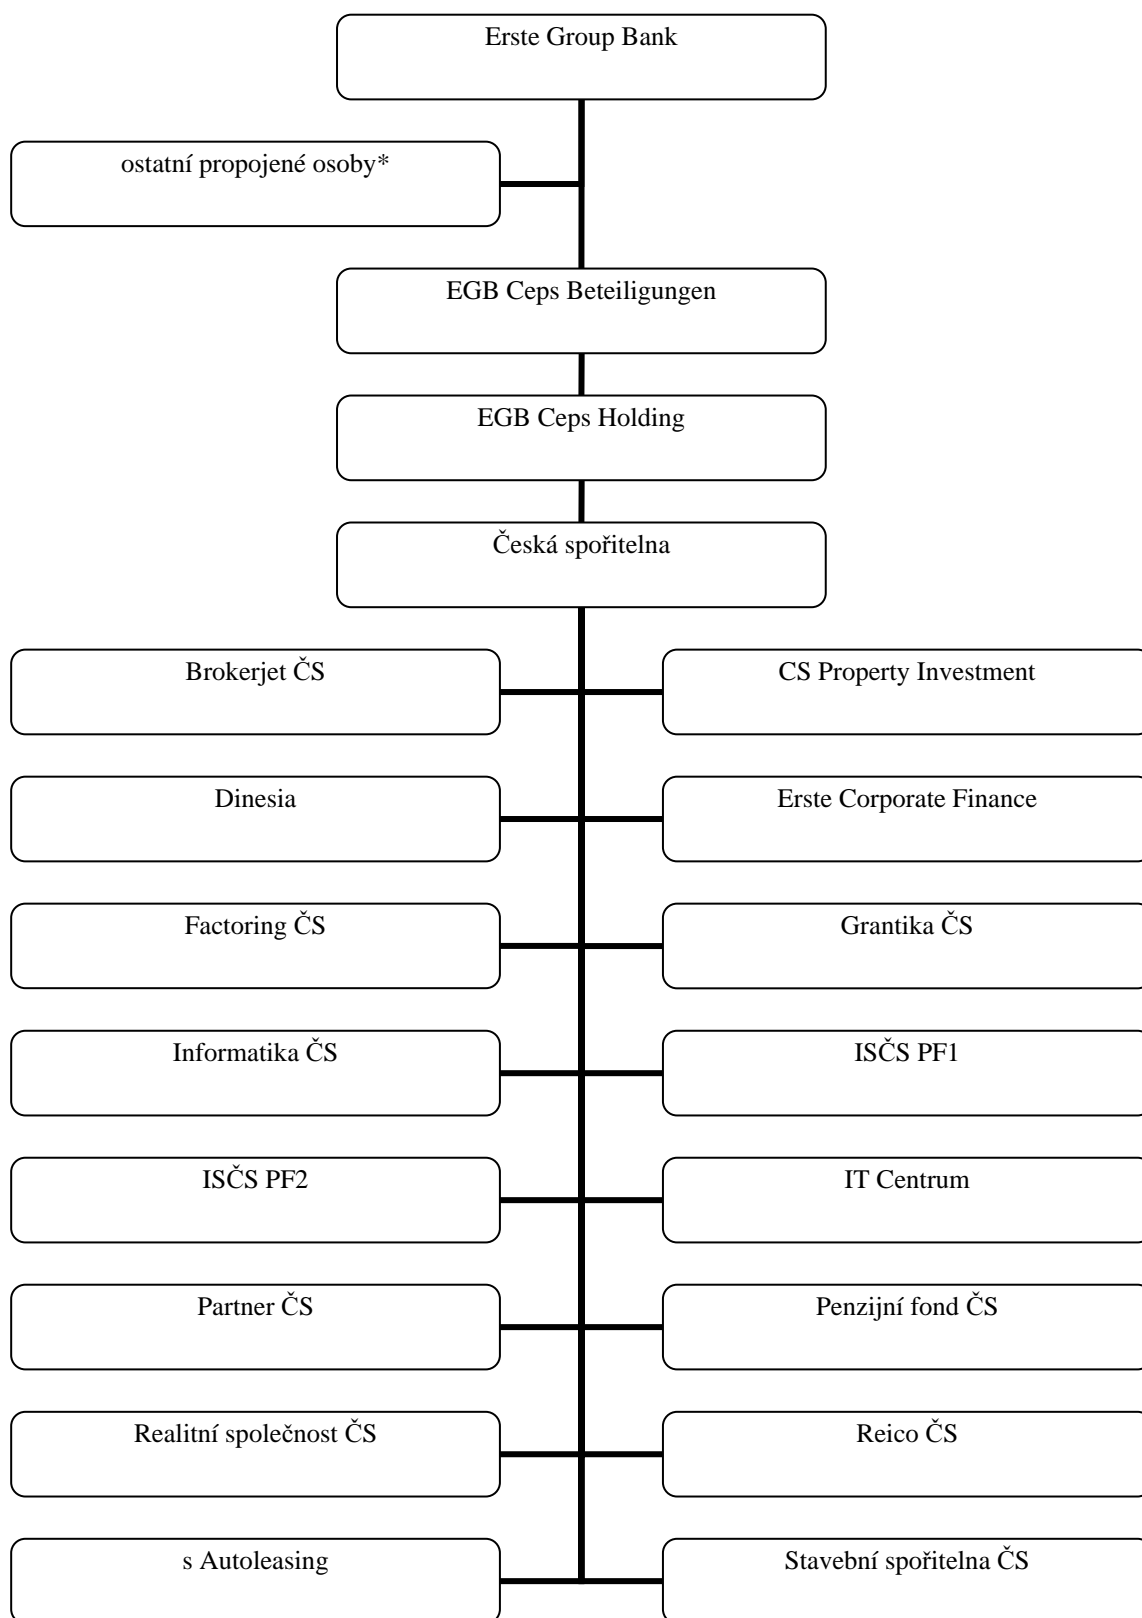 Erste Group Bank
ostatní propojené osoby*
EGB Ceps Beteiligungen
EGB Ceps Holding
Česká spořitelna
Brokerjet ČS
CS Property Investment
Dinesia
Erste Corporate Finance
Factoring ČS
Grantika ČS
Informatika ČS
ISČS PF1
ISČS PF2
IT Centrum
Partner ČS
Penzijní fond ČS
Realitní společnost ČS
Reico ČS
s Autoleasing
Stavební spořitelna ČS